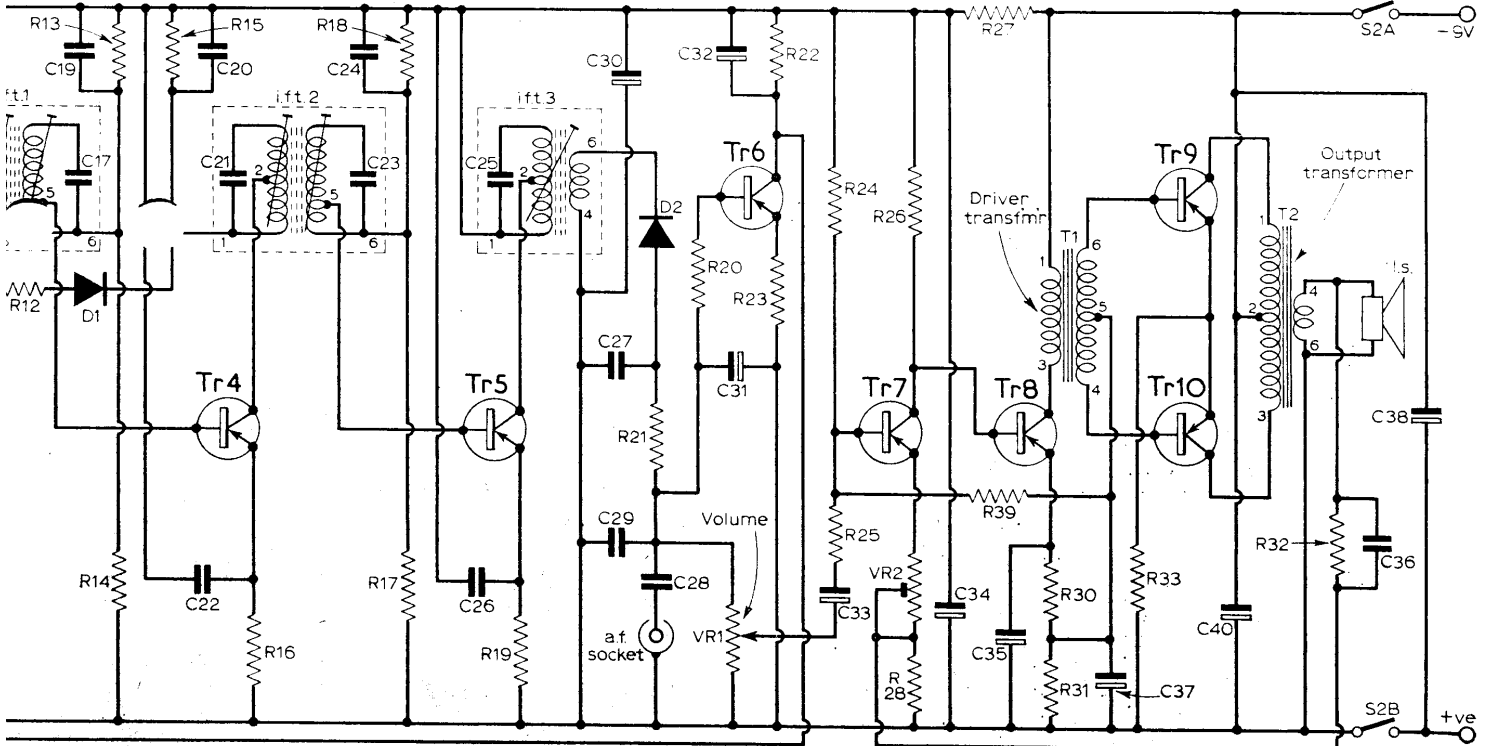 R13
R15
R18
R22
R27
S2A
-9V
C19
C20
C24
C30
C32
i.f.t.2
i.f.t.3
C17
C21
2
C23
C25
2
6
Tr6
Tr9
Output
transformer
5
5
4
D2
R24
R26
Driver
transfmr
T1
6
1
T2
6
1
6
1
R20
1
l.s.
R12
D1
R23
5
2
4
C27
C31
3
6
Tr4
Tr5
Tr7
Tr8
4
Tr10
3
C38
R21
R39
Volume
C29
R25
R32
C36
R14
C22
R17
C26
C28
VR2
C33
C34
R30
R33
C40
R16
R19
a.f.
socket
VR1
C35
R
28
R31
C37
S2B
+ve